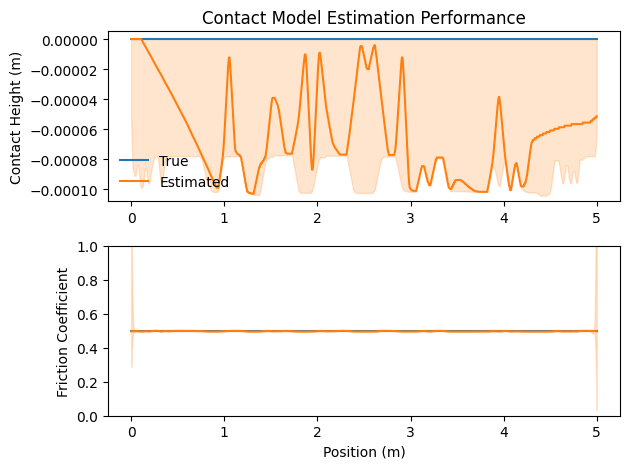 Contact Model Estimation Performance
Contact Height (m)
0.00000
−0.00002
−0.00004
−0.00006
−0.00008
−0.00010
True
Estimated
0 1 2 3 4 5
Friction Coefficient
1.0
0.8
0.6
0.4
0.2
0.0
0 1 2 3 4 5
Position (m)